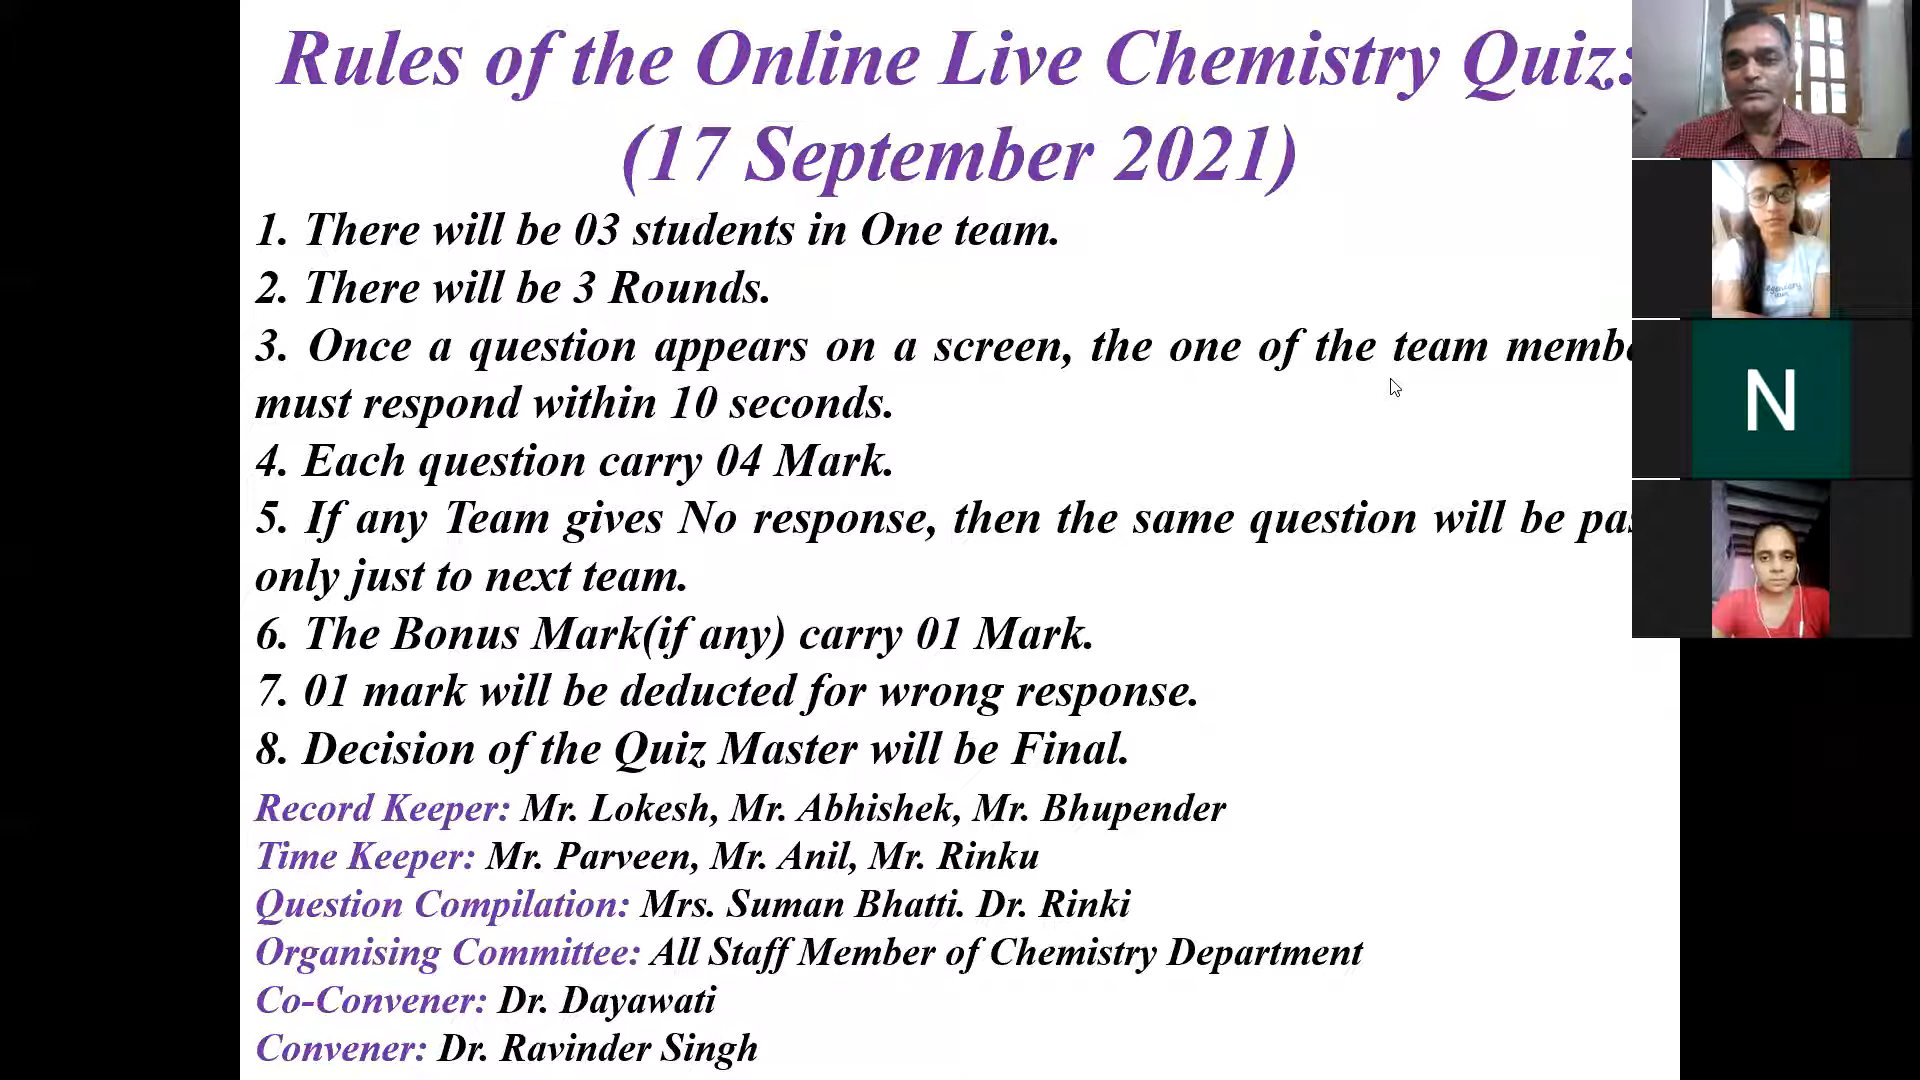 Rules of the Online Live Chemistry Quiz:
(17 September 2021)
1. There will be 03 students in One team.
2. There will be 3 Rounds.
3. Once a question appears on a screen, the one of the team
must respond within 10 seconds.
4. Each question carry 04 Mark.
5. If any Team gives No response, then the same question will be
only just to next team.
6. The Bonus Mark(if any) carry 01 Mark.
7. 01 mark will be deducted for wrong response.
8. Decision of the Quiz Master will be Final.
Record Keeper: Mr. Lokesh, Mr. Abhishek, Mr. Bhupender
Time Keeper: Mr. Parveen, Mr. Anil, Mr. Rinku
Question Compilation: Mrs. Suman Bhatti. Dr. Rinki
Organising Committee: All Staff Member of Chemistry Department
Co-Convener: Dr. Dayawati
Convener: Dr. Ravinder Singh
N